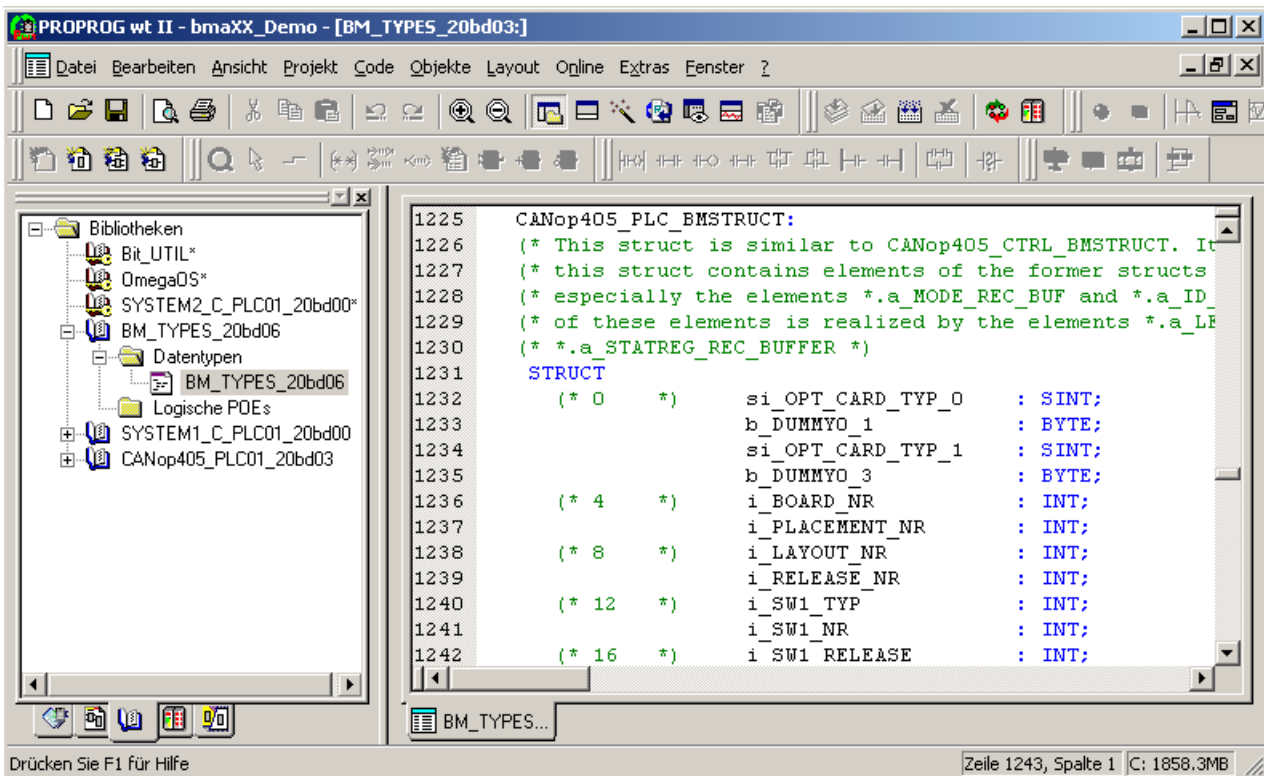 PROPROG wt II - bmaXX_Demo - [BM_TYPES_20bd03:]
Datei Bearbeiten Ansicht Projekt Code Objekte Layout Online Extras Fenster ?
Bibliotheken
Bit_UTIL*
OmegaOS*
SYSTEM2_C_PLC01_20bd00*
BM_TYPES_20bd06
Datentypen
BM_TYPES_20bd06
Logische POEs
SYSTEM1_C_PLC01_20bd00
CANop405_PLC01_20bd03
1225 CANop405_PLC_BMSTRUCT:
1226 (* This struct is similar to CANop405_CTRL_BMSTRUCT. It
1227 (* this struct contains elements of the former structs
1228 (* especially the elements *.a_MODE_REC_BUF and *.a_ID_
1229 (* of these elements is realized by the elements *.a_LE
1230 (* *.a_STATREG_REC_BUFFER *)
1231 STRUCT
1232 (* 0 *) si_OPT_CARD_TYP_0 : SINT;
1233 b_DUMMY0_1 : BYTE;
1234 si_OPT_CARD_TYP_1 : SINT;
1235 b_DUMMY0_3 : BYTE;
1236 (* 4 *) i_BOARD_NR : INT;
1237 i_PLACEMENT_NR : INT;
1238 (* 8 *) i_LAYOUT_NR : INT;
1239 i_RELEASE_NR : INT;
1240 (* 12 *) i_SW1_TYP : INT;
1241 i_SW1_NR : INT;
1242 (* 16 *) i_SW1_RELEASE : INT;
BM_TYPES...
Drücken Sie F1 für Hilfe
Zeile 1243, Spalte 1 C: 1858.3MB